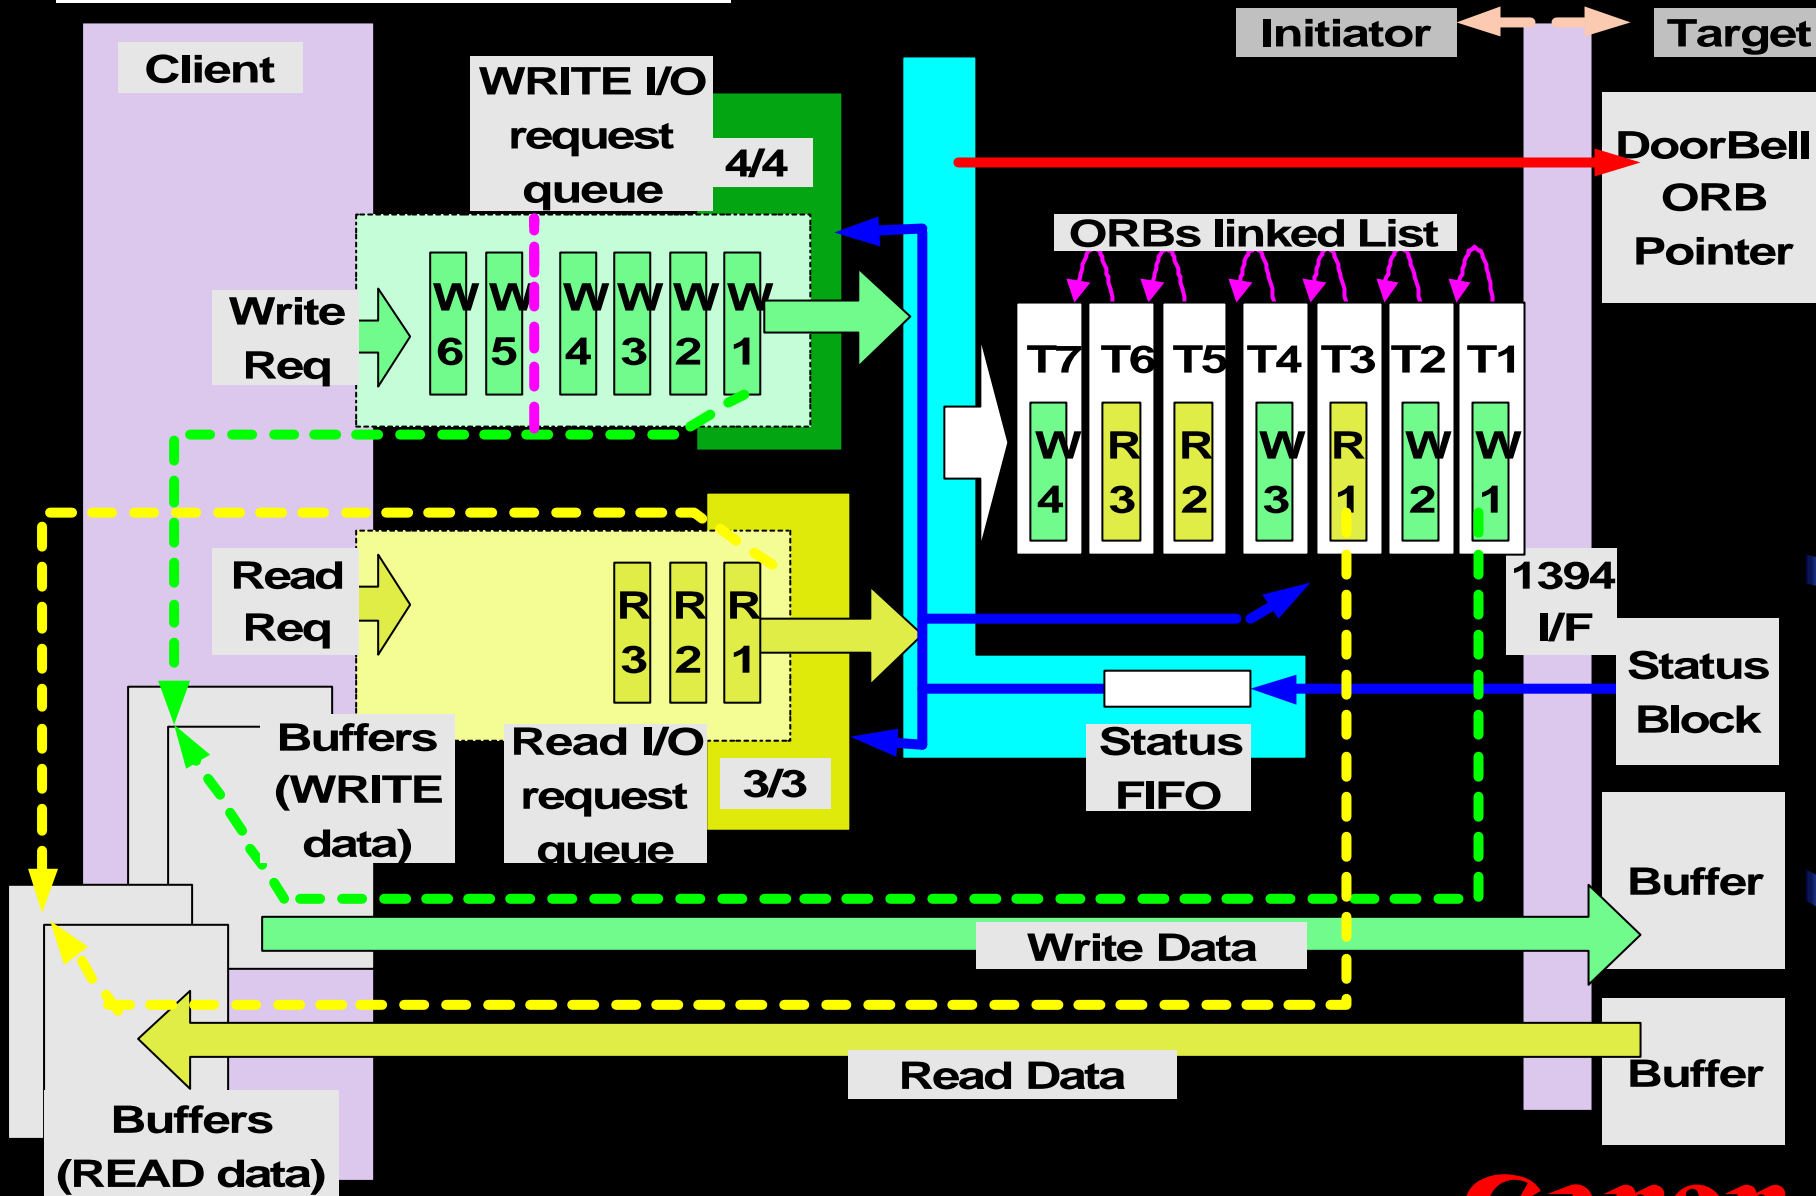 Initiator
Target
Client
WRITE I/O
request
queue
4/4
DoorBell
ORB
Pointer
ORBs linked List
Write
Req
W
6
W
5
W
4
W
3
W
2
W
1
T7
T6
T5
T4
T3
T2
T1
W
4
R
3
R
2
W
3
R
1
W
2
W
1
Read
Req
R
3
R
2
R
1
1394
I/F
Status
Block
Buffers
(WRITE
data)
Read I/O
request
queue
3/3
Status
FIFO
Buffer
Write Data
Read Data
Buffer
Buffers
(READ data)
Canon